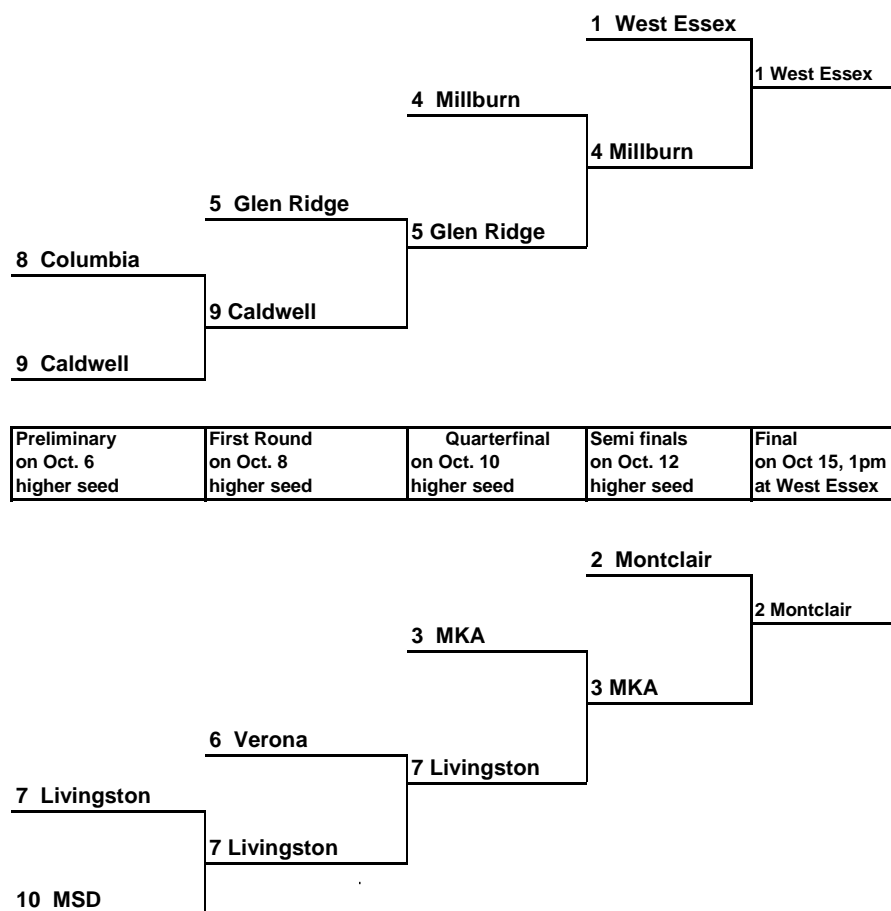 1 West Essex
1 West Essex
4 Millburn
4 Millburn
5 Glen Ridge
5 Glen Ridge
8 Columbia
9 Caldwell
9 Caldwell
Preliminary
on Oct. 6
higher seed
First Round
on Oct. 8
higher seed
Quarterfinal
on Oct. 10
higher seed
Semi finals
on Oct. 12
higher seed
Final
on Oct 15, 1pm
at West Essex
2 Montclair
2 Montclair
3 MKA
3 MKA
6 Verona
7 Livingston
7 Livingston
7 Livingston
10 MSD